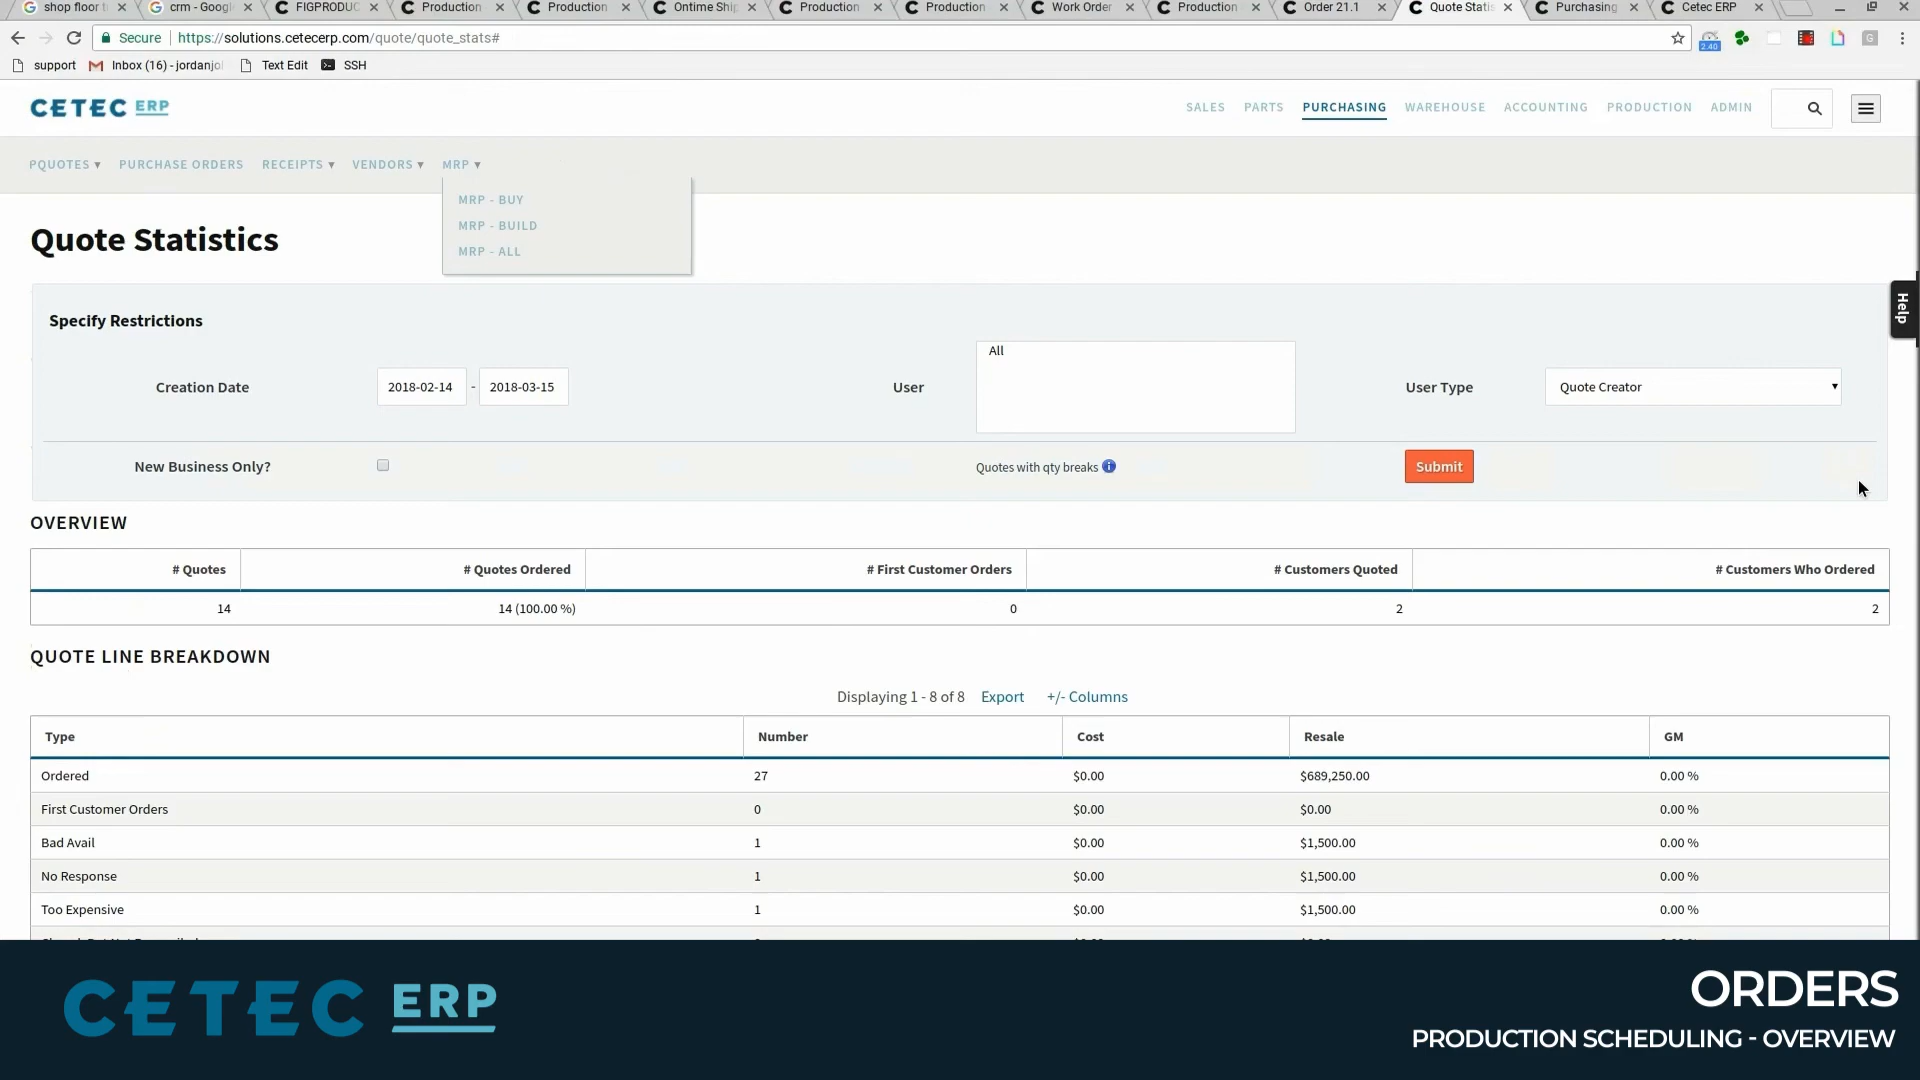 shop floor t
crm - Googl
FIGPRODUC
Production
Production
Ontime Ship
Production
Production
Work Order
Production
Order 21.1
Quote Statis
Purchasing
Cetec ERP
Secure https://solutions.cetecerp.com/quote/quote_stats#
2.40
G
support Inbox (16) - jordanjo Text Edit SSH
CETEC ERP
SALES PARTS PURCHASING WAREHOUSE ACCOUNTING PRODUCTION ADMIN
PQUOTES ▾ PURCHASE ORDERS RECEIPTS ▾ VENDORS ▾ MRP ▾
MRP - BUY
MRP - BUILD
MRP - ALL
Quote Statistics
Help
Specify Restrictions
Creation Date 2018-02-14 - 2018-03-15 User All User Type Quote Creator
New Business Only? Quotes with qty breaks i Submit
OVERVIEW
# Quotes # Quotes Ordered # First Customer Orders # Customers Quoted # Customers Who Ordered
14 14 (100.00 %) 0 2 2
QUOTE LINE BREAKDOWN
Displaying 1 - 8 of 8 Export +/- Columns
Type Number Cost Resale GM
Ordered 27 $0.00 $689,250.00 0.00 %
First Customer Orders 0 $0.00 $0.00 0.00 %
Bad Avail 1 $0.00 $1,500.00 0.00 %
No Response 1 $0.00 $1,500.00 0.00 %
Too Expensive 1 $0.00 $1,500.00 0.00 %
CETEC ERP
ORDERS
PRODUCTION SCHEDULING - OVERVIEW